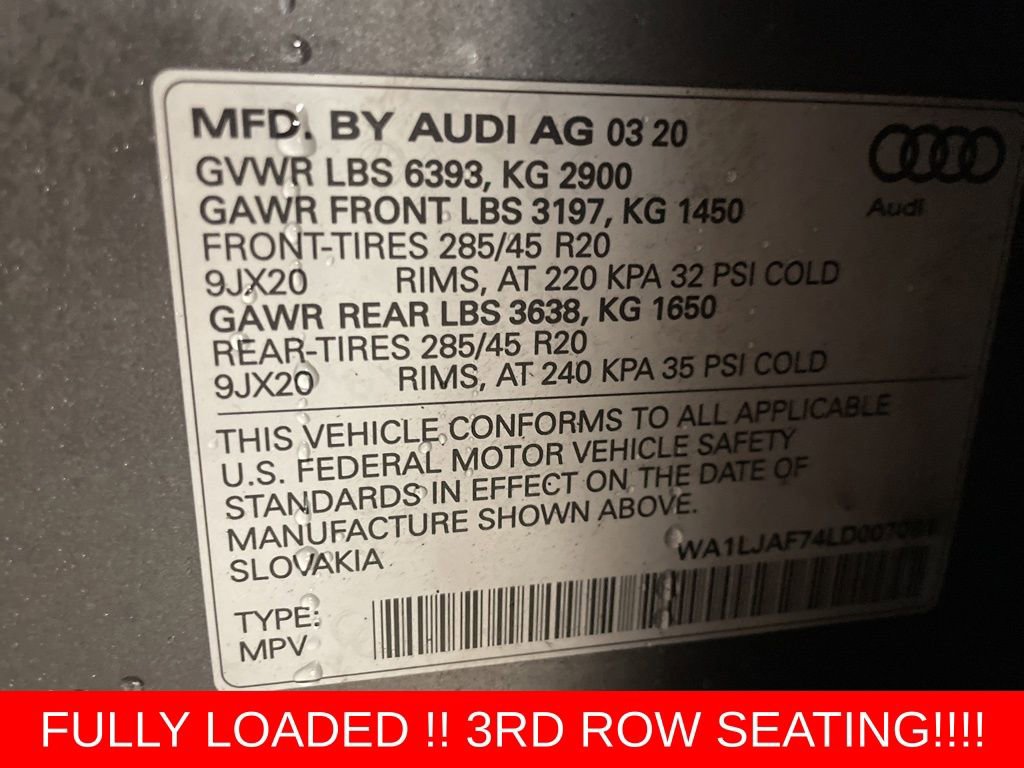 MFD. BY AUDI AG 03 20
GVWR LBS 6393, KG 2900
GAWR FRONT LBS 3197, KG 1450
FRONT-TIRES 285/45 R20
9JX20 RIMS, AT 220 KPA 32 PSI COLD
GAWR REAR LBS 3638, KG 1650
REAR-TIRES 285/45 R20
9JX20 RIMS, AT 240 KPA 35 PSI COLD
Audi
THIS VEHICLE CONFORMS TO ALL APPLICABLE
U.S. FEDERAL MOTOR VEHICLE SAFETY
STANDARDS IN EFFECT ON THE DATE OF
MANUFACTURE SHOWN ABOVE.
SLOVAKIA
TYPE:
MPV
FULLY LOADED !! 3RD ROW SEATING!!!!